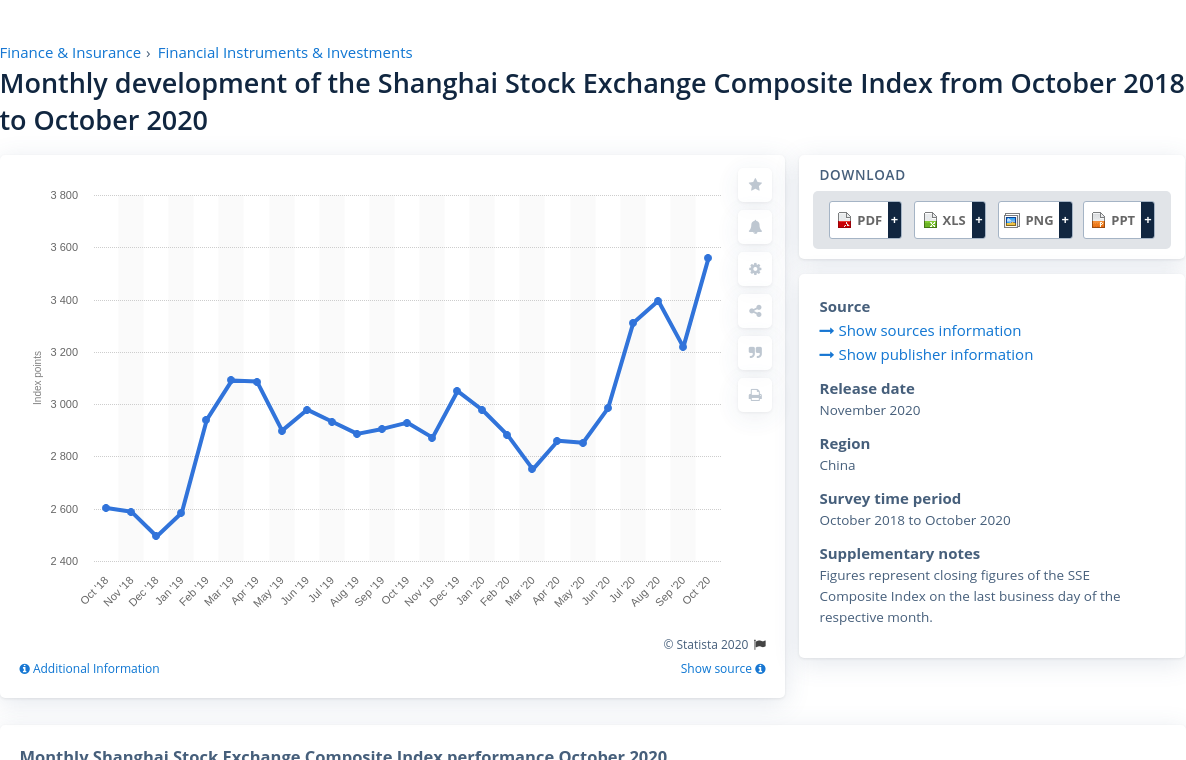 Finance & Insurance › Financial Instruments & Investments
Monthly development of the Shanghai Stock Exchange Composite Index from October 2018
to October 2020
3 800
3 600
3 400
3 200
3 000
2 800
2 600
2 400
Index points
Oct '18
Nov '18
Dec '18
Jan '19
Feb '19
Mar '19
Apr '19
May '19
Jun '19
Jul '19
Aug '19
Sep '19
Oct '19
Nov '19
Dec '19
Jan '20
Feb '20
Mar '20
Apr '20
May '20
Jun '20
Jul '20
Aug '20
Sep '20
Oct '20
© Statista 2020
Additional Information
Show source
DOWNLOAD
PDF +
XLS +
PNG +
PPT +
Source
Show sources information
Show publisher information
Release date
November 2020
Region
China
Survey time period
October 2018 to October 2020
Supplementary notes
Figures represent closing figures of the SSE
Composite Index on the last business day of the
respective month.
Monthly Shanghai Stock Exchange Composite Index performance October 2020